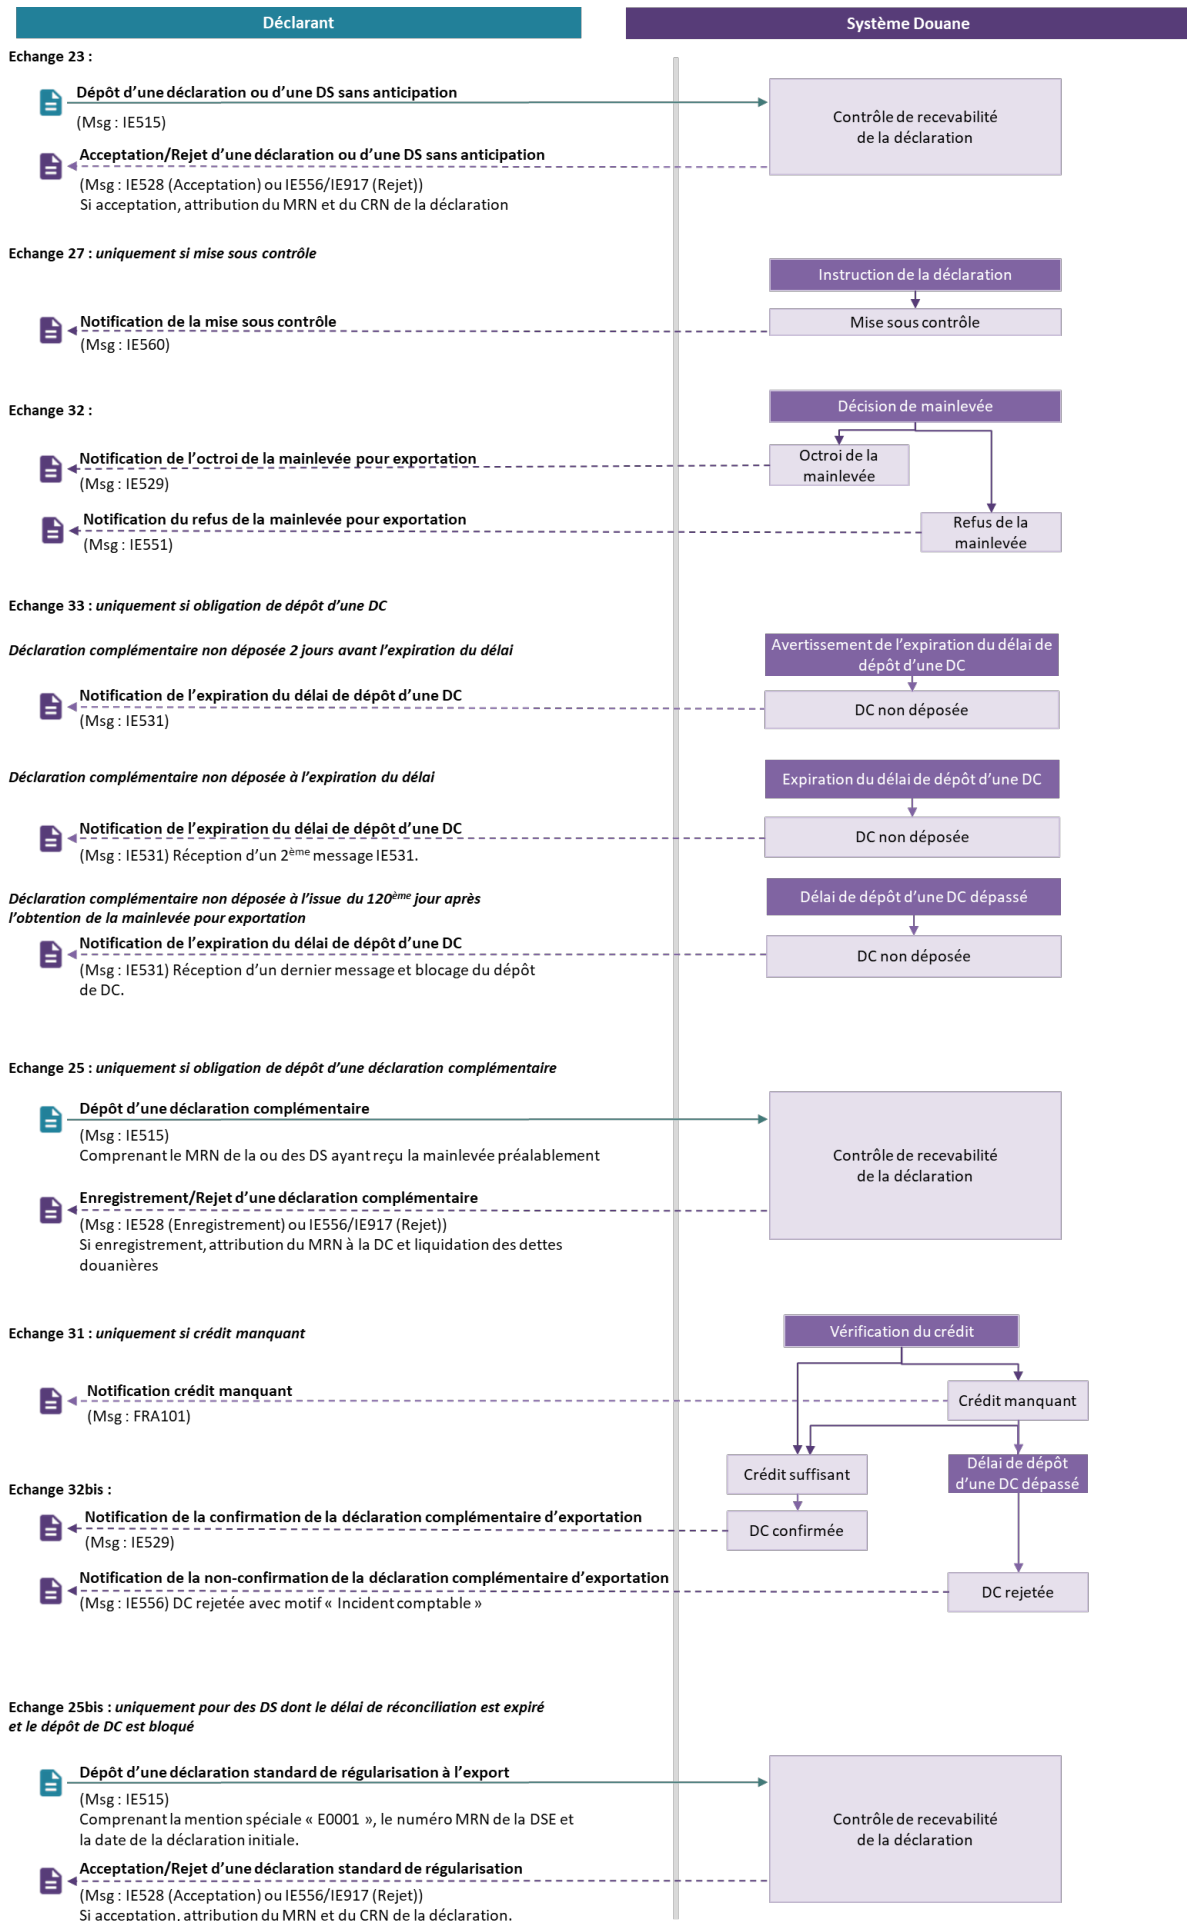 Déclarant
Système Douane
Echange 23 :
Dépôt d'une déclaration ou d'une DS sans anticipation
(Msg : IE515)
Contrôle de recevabilité
de la déclaration
Acceptation/Rejet d'une déclaration ou d'une DS sans anticipation
(Msg : IE528 (Acceptation) ou IE556/IE917 (Rejet))
Si acceptation, attribution du MRN et du CRN de la déclaration
Echange 27 : uniquement si mise sous contrôle
Instruction de la déclaration
Notification de la mise sous contrôle
(Msg : IE560)
Mise sous contrôle
Echange 32 :
Décision de mainlevée
Notification de l'octroi de la mainlevée pour exportation
(Msg : IE529)
Octroi de la
mainlevée
Notification du refus de la mainlevée pour exportation
(Msg : IE551)
Refus de la
mainlevée
Echange 33 : uniquement si obligation de dépôt d'une DC
Déclaration complémentaire non déposée 2 jours avant l'expiration du délai
Avertissement de l'expiration du délai de
dépôt d'une DC
Notification de l'expiration du délai de dépôt d'une DC
(Msg : IE531)
DC non déposée
Déclaration complémentaire non déposée à l'expiration du délai
Expiration du délai de dépôt d'une DC
Notification de l'expiration du délai de dépôt d'une DC
(Msg : IE531) Réception d'un 2ème message IE531.
DC non déposée
Déclaration complémentaire non déposée à l'issue du 120ème jour après
l'obtention de la mainlevée pour exportation
Délai de dépôt d'une DC dépassé
Notification de l'expiration du délai de dépôt d'une DC
(Msg : IE531) Réception d'un dernier message et blocage du dépôt
de DC.
DC non déposée
Echange 25 : uniquement si obligation de dépôt d'une déclaration complémentaire
Dépôt d'une déclaration complémentaire
(Msg : IE515)
Comprenant le MRN de la ou des DS ayant reçu la mainlevée préalablement
Contrôle de recevabilité
de la déclaration
Enregistrement/Rejet d'une déclaration complémentaire
(Msg : IE528 (Enregistrement) ou IE556/IE917 (Rejet))
Si enregistrement, attribution du MRN à la DC et liquidation des dettes
douanières
Echange 31 : uniquement si crédit manquant
Vérification du crédit
Notification crédit manquant
(Msg : FRA101)
Crédit manquant
Crédit suffisant
Délai de dépôt
d'une DC dépassé
Echange 32bis :
Notification de la confirmation de la déclaration complémentaire d'exportation
(Msg : IE529)
DC confirmée
Notification de la non-confirmation de la déclaration complémentaire d'exportation
(Msg : IE556) DC rejetée avec motif « Incident comptable »
DC rejetée
Echange 25bis : uniquement pour des DS dont le délai de réconciliation est expiré
et le dépôt de DC est bloqué
Dépôt d'une déclaration standard de régularisation à l'export
(Msg : IE515)
Comprenant la mention spéciale « E0001 », le numéro MRN de la DSE et
la date de la déclaration initiale.
Contrôle de recevabilité
de la déclaration
Acceptation/Rejet d'une déclaration standard de régularisation
(Msg : IE528 (Acceptation) ou IE556/IE917 (Rejet))
Si acceptation, attribution du MRN et du CRN de la déclaration.